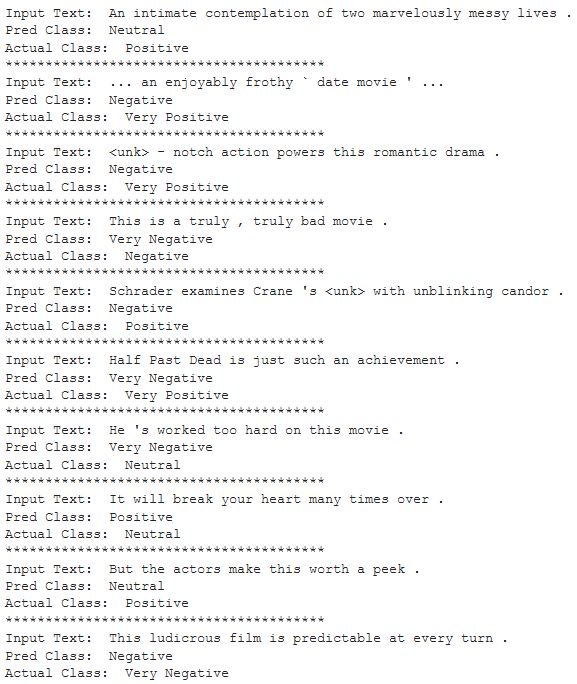 Input Text:  An intimate contemplation of two marvelously messy lives .
Pred Class:  Neutral
Actual Class:  Positive
****************************************
Input Text:  ... an enjoyably frothy ` date movie ' ...
Pred Class:  Negative
Actual Class:  Very Positive
****************************************
Input Text:  <unk> - notch action powers this romantic drama .
Pred Class:  Negative
Actual Class:  Very Positive
****************************************
Input Text:  This is a truly , truly bad movie .
Pred Class:  Very Negative
Actual Class:  Negative
****************************************
Input Text:  Schrader examines Crane 's <unk> with unblinking candor .
Pred Class:  Negative
Actual Class:  Positive
****************************************
Input Text:  Half Past Dead is just such an achievement .
Pred Class:  Very Negative
Actual Class:  Very Positive
****************************************
Input Text:  He 's worked too hard on this movie .
Pred Class:  Very Negative
Actual Class:  Neutral
****************************************
Input Text:  It will break your heart many times over .
Pred Class:  Positive
Actual Class:  Neutral
****************************************
Input Text:  But the actors make this worth a peek .
Pred Class:  Neutral
Actual Class:  Positive
****************************************
Input Text:  This ludicrous film is predictable at every turn .
Pred Class:  Negative
Actual Class:  Very Negative